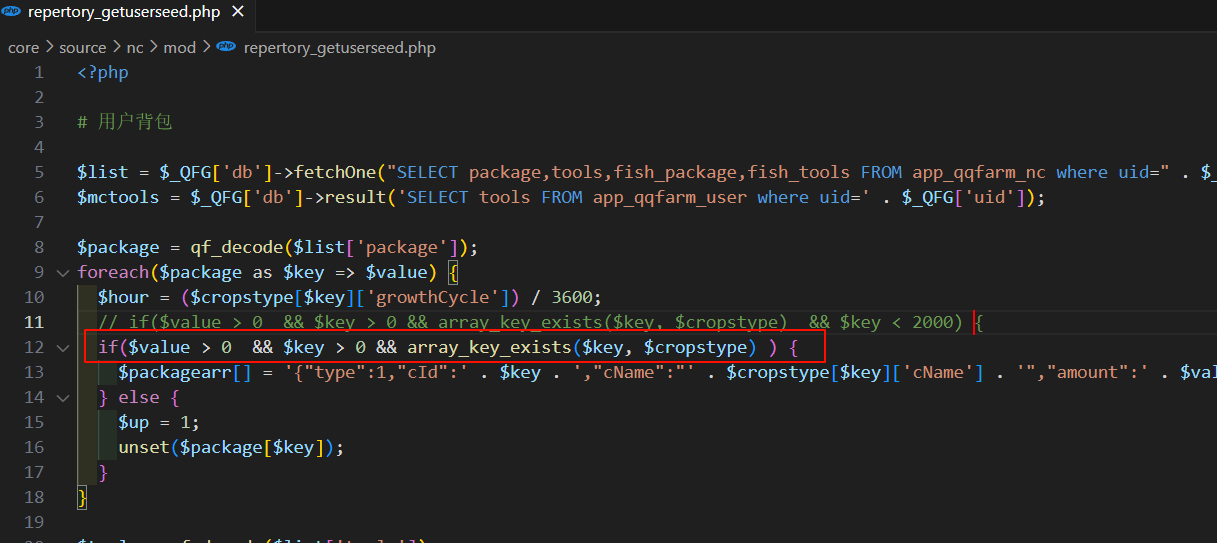 php repertory_getuserseed.php ×
core > source > nc > mod > php repertory_getuserseed.php
1 <?php
2
3 # 用户背包
4
5 $list = $_QFG['db']->fetchOne("SELECT package,tools,fish_package,fish_tools FROM app_qqfarm_nc where uid=" . $_
6 $mctools = $_QFG['db']->result('SELECT tools FROM app_qqfarm_user where uid=' . $_QFG['uid']);
7
8 $package = qf_decode($list['package']);
9 foreach($package as $key => $value) {
10 $hour = ($cropstype[$key]['growthCycle']) / 3600;
11 // if($value > 0  && $key > 0 && array_key_exists($key, $cropstype)  && $key < 2000) {
12 if($value > 0  && $key > 0 && array_key_exists($key, $cropstype) ) {
13 $packagearr[] = '{"type":1,"cId":' . $key . ',"cName":"' . $cropstype[$key]['cName'] . '","amount":' . $val
14 } else {
15 $up = 1;
16 unset($package[$key]);
17 }
18 }
19